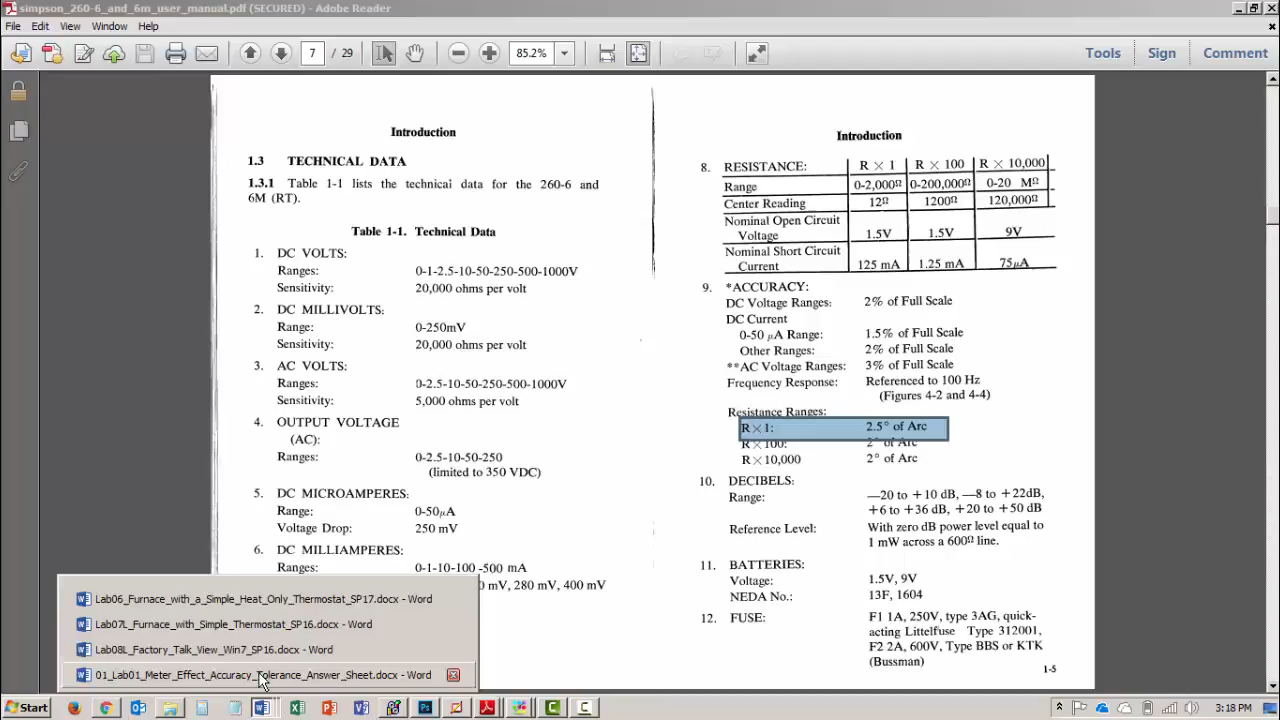 simpson_260-6_and_6m_user_manual.pdf (SECURED) - Adobe Reader
File Edit View Window Help
7 / 29 85.2% Tools Sign Comment
Introduction
1.3 TECHNICAL DATA
1.3.1 Table 1-1 lists the technical data for the 260-6 and
6M (RT).
Table 1-1. Technical Data
1. DC VOLTS:
Ranges: 0-1-2.5-10-50-250-500-1000V
Sensitivity: 20,000 ohms per volt
2. DC MILLIVOLTS:
Range: 0-250mV
Sensitivity: 20,000 ohms per volt
3. AC VOLTS:
Ranges: 0-2.5-10-50-250-500-1000V
Sensitivity: 5,000 ohms per volt
4. OUTPUT VOLTAGE
(AC):
Ranges: 0-2.5-10-50-250
(limited to 350 VDC)
5. DC MICROAMPERES:
Range: 0-50μA
Voltage Drop: 250 mV
6. DC MILLIAMPERES:
Ranges: 0-1-10-100-500 mA
0 mV, 280 mV, 400 mV
Introduction
8. RESISTANCE: R × 1 R × 100 R × 10,000
Range 0-2,000Ω 0-200,000Ω 0-20 MΩ
Center Reading 12Ω 1200Ω 120,000Ω
Nominal Open Circuit
Voltage 1.5V 1.5V 9V
Nominal Short Circuit
Current 125 mA 1.25 mA 75μA
9. *ACCURACY:
DC Voltage Ranges: 2% of Full Scale
DC Current
0-50 μA Range: 1.5% of Full Scale
Other Ranges: 2% of Full Scale
**AC Voltage Ranges: 3% of Full Scale
Frequency Response: Referenced to 100 Hz
(Figures 4-2 and 4-4)
Resistance Ranges:
R×1: 2.5° of Arc
R×100: 2° of Arc
R×10,000 2° of Arc
10. DECIBELS:
Range: —20 to +10 dB, —8 to +22dB,
+6 to +36 dB, +20 to +50 dB
Reference Level: With zero dB power level equal to
1 mW across a 600Ω line.
11. BATTERIES:
Voltage: 1.5V, 9V
NEDA No.: 13F, 1604
12. FUSE: F1 1A, 250V, type 3AG, quick-
acting Littelfuse Type 312001,
F2 2A, 600V, Type BBS or KTK
(Bussman)
1-5
Lab06_Furnace_with_a_Simple_Heat_Only_Thermostat_SP17.docx - Word
Lab07L_Furnace_with_Simple_Thermostat_SP16.docx - Word
Lab08L_Factory_Talk_View_Win7_SP16.docx - Word
01_Lab01_Meter_Effect_Accuracy_Tolerance_Answer_Sheet.docx - Word
Start 3:18 PM